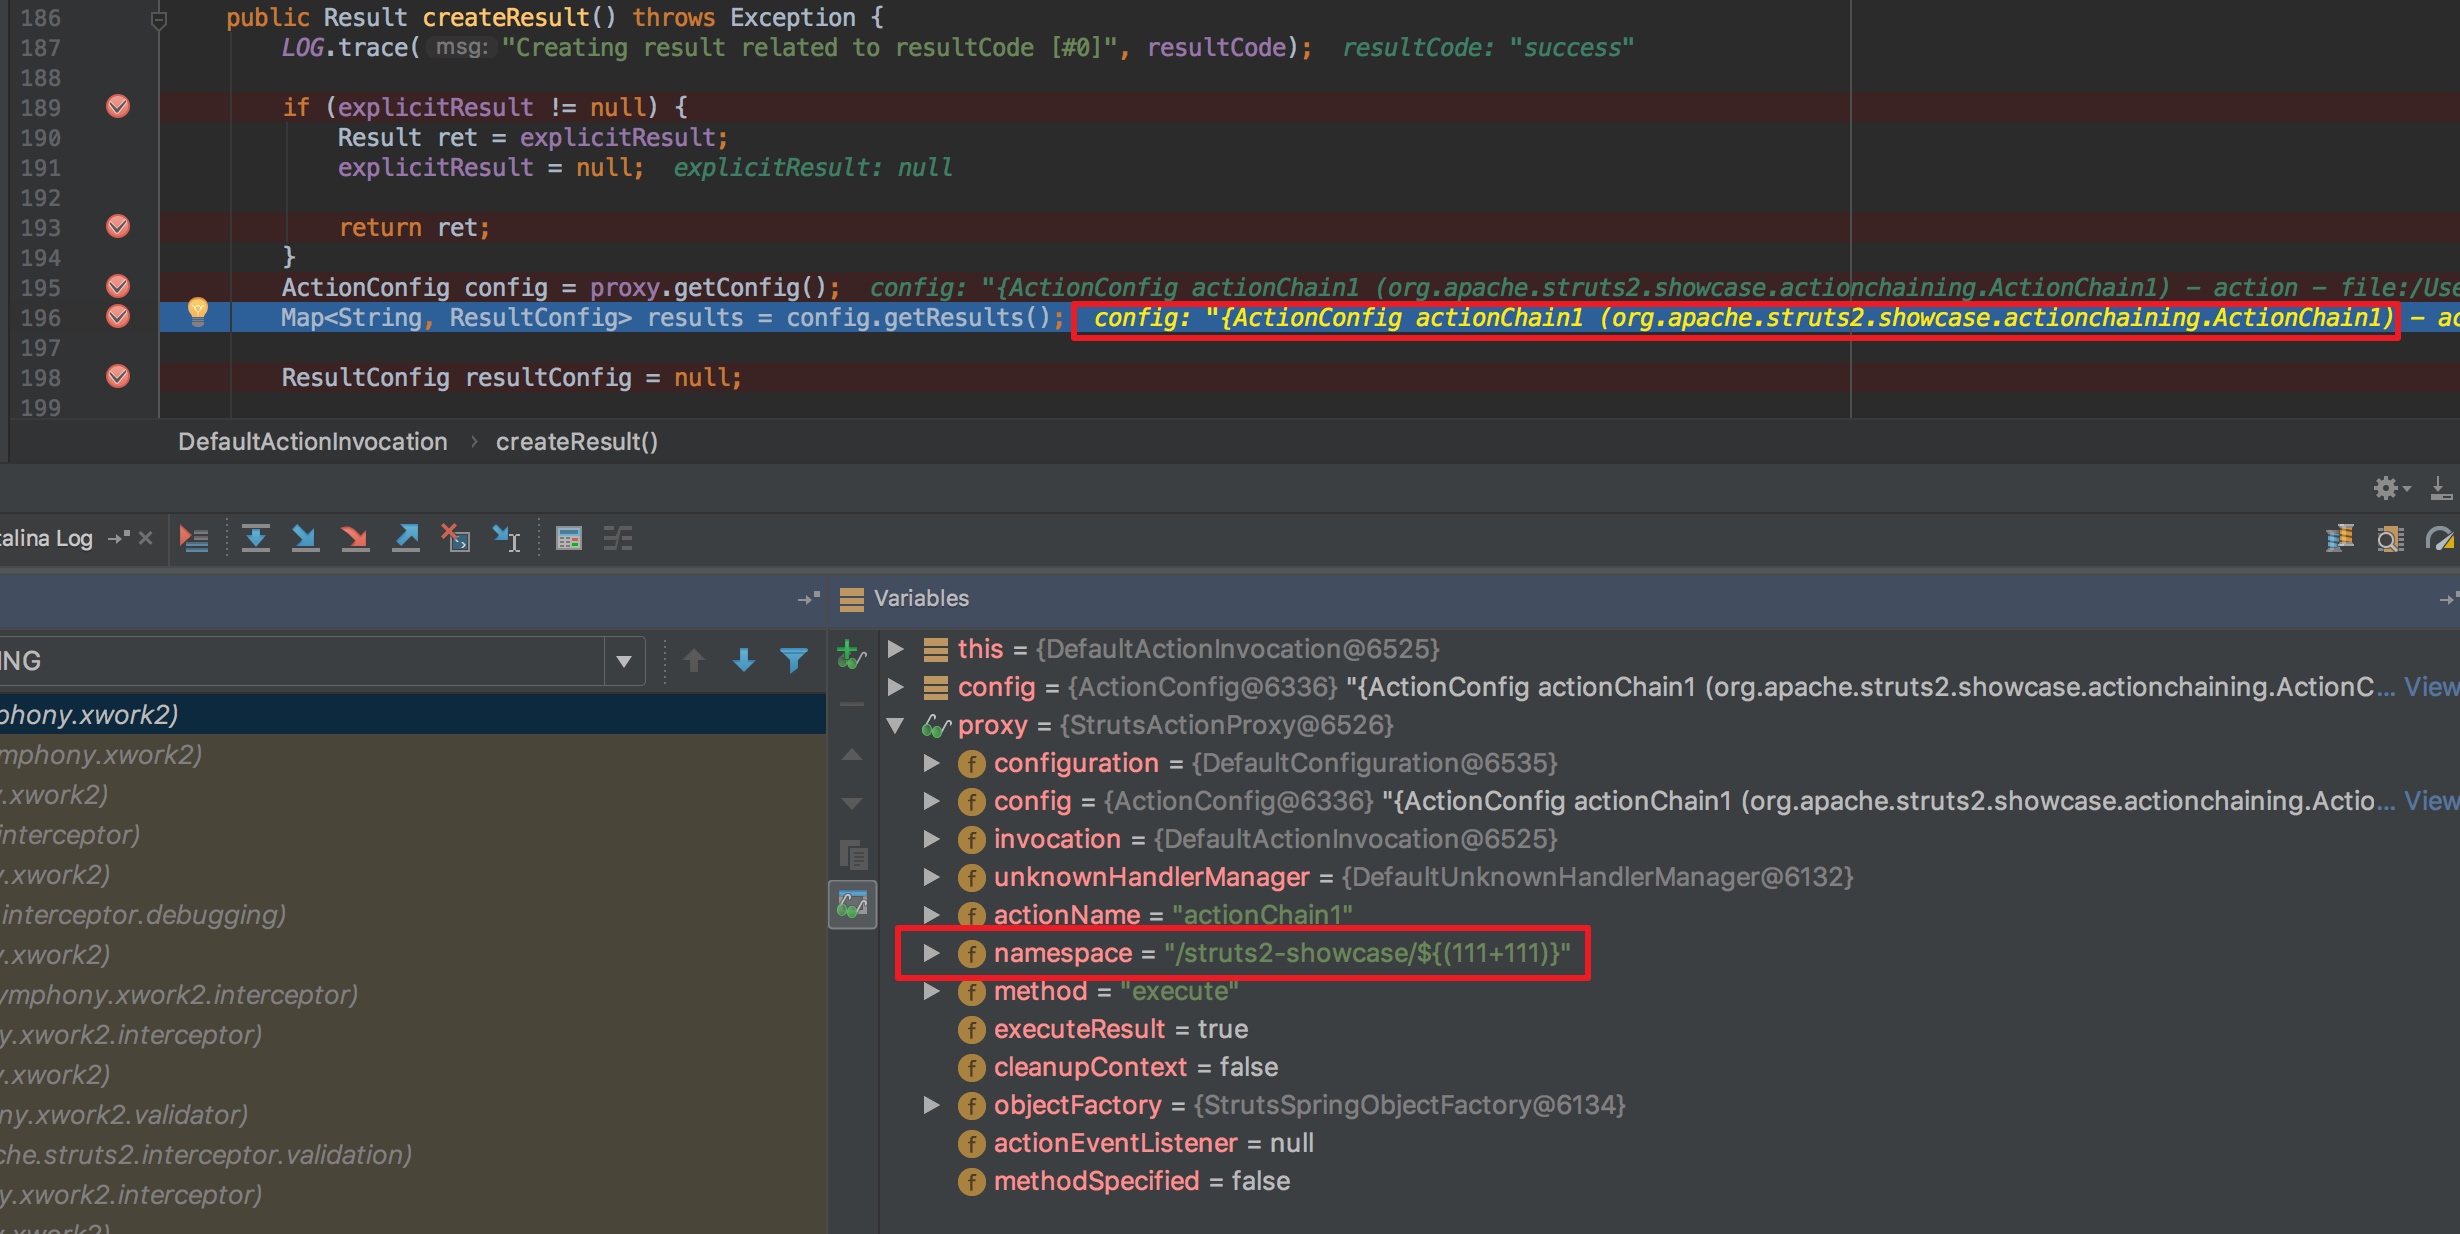 186 public Result createResult() throws Exception {
187 LOG.trace( msg: "Creating result related to resultCode [#0]", resultCode); resultCode: "success"
188
189 if (explicitResult != null) {
190 Result ret = explicitResult;
191 explicitResult = null; explicitResult: null
192
193 return ret;
194 }
195 ActionConfig config = proxy.getConfig(); config: "{ActionConfig actionChain1 (org.apache.struts2.showcase.actionchaining.ActionChain1) - action - file:/Use
196 Map<String, ResultConfig> results = config.getResults(); config: "{ActionConfig actionChain1 (org.apache.struts2.showcase.actionchaining.ActionChain1) - ac
197
198 ResultConfig resultConfig = null;
199
DefaultActionInvocation › createResult()
talina Log
Variables
ING
phony.xwork2)
mphony.xwork2)
y.xwork2)
interceptor)
y.xwork2)
.interceptor.debugging)
y.xwork2)
ymphony.xwork2.interceptor)
y.xwork2.interceptor)
y.xwork2)
ony.xwork2.validator)
che.struts2.interceptor.validation)
y.xwork2.interceptor)
y.xwork2)
this = {DefaultActionInvocation@6525}
config = {ActionConfig@6336} "{ActionConfig actionChain1 (org.apache.struts2.showcase.actionchaining.ActionC... View
proxy = {StrutsActionProxy@6526}
configuration = {DefaultConfiguration@6535}
config = {ActionConfig@6336} "{ActionConfig actionChain1 (org.apache.struts2.showcase.actionchaining.Actio... View
invocation = {DefaultActionInvocation@6525}
unknownHandlerManager = {DefaultUnknownHandlerManager@6132}
actionName = "actionChain1"
namespace = "/struts2-showcase/${(111+111)}"
method = "execute"
executeResult = true
cleanupContext = false
objectFactory = {StrutsSpringObjectFactory@6134}
actionEventListener = null
methodSpecified = false